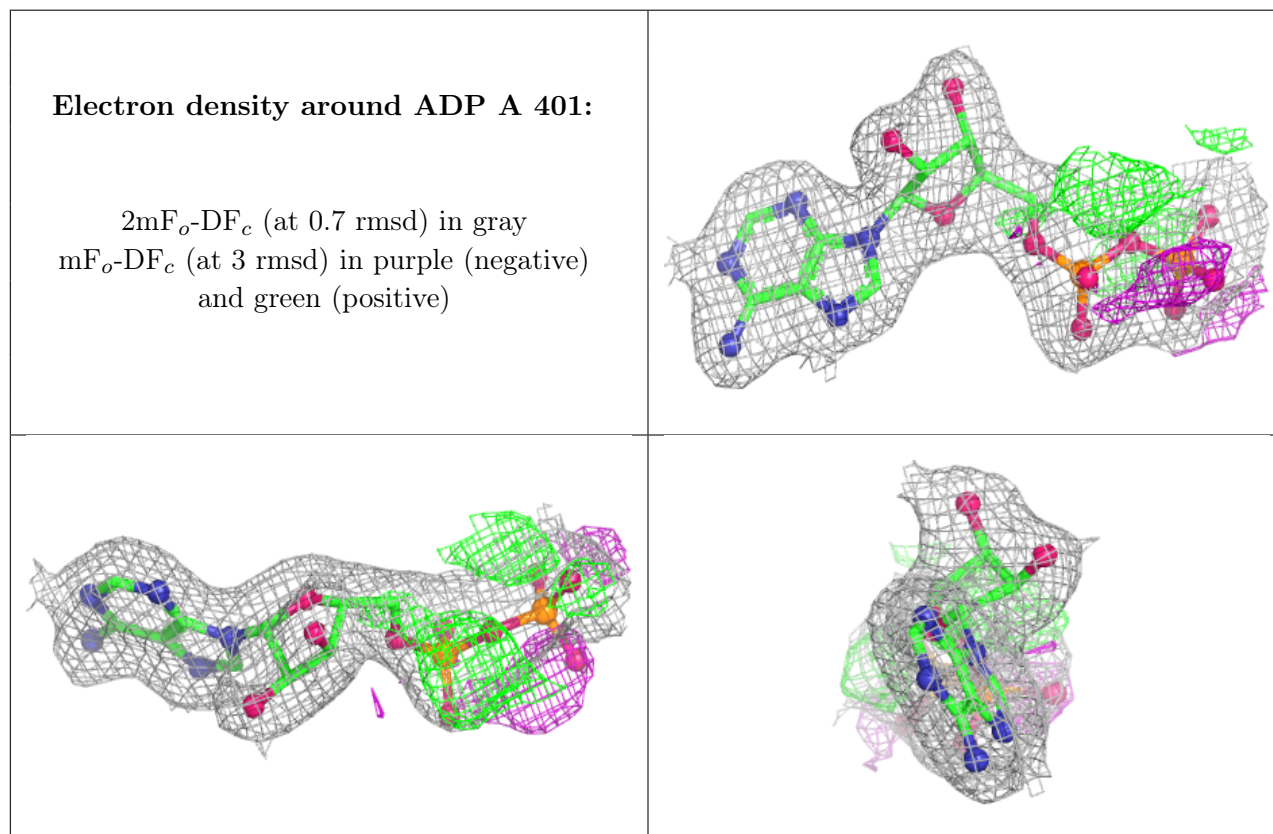 Electron density around ADP A 401:
2mFo-DFc (at 0.7 rmsd) in gray
mFo-DFc (at 3 rmsd) in purple (negative)
and green (positive)